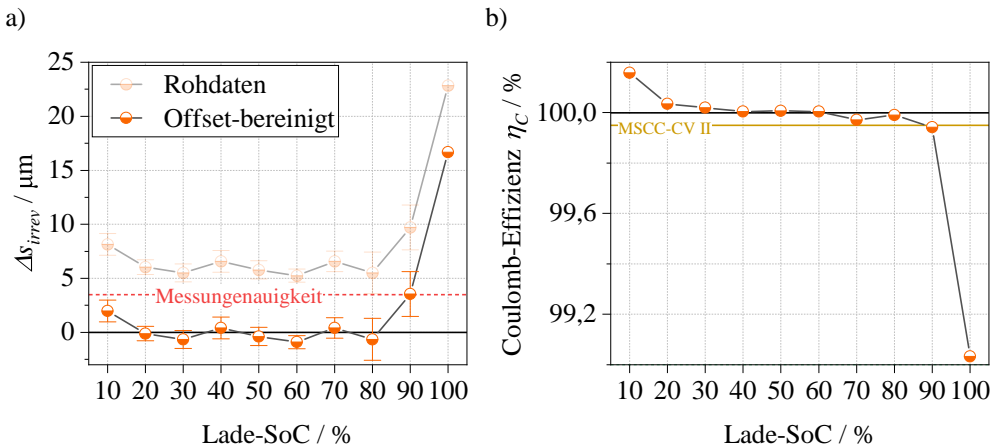 a)
25
20
15
10
5
0
Δs_irrev / µm
Rohdaten
Offset-bereinigt
Messungenauigkeit
10 20 30 40 50 60 70 80 90 100
Lade-SoC / %
b)
100,0
99,6
99,2
Coulomb-Effizienz η_C / %
MSCC-CV II
10 20 30 40 50 60 70 80 90 100
Lade-SoC / %